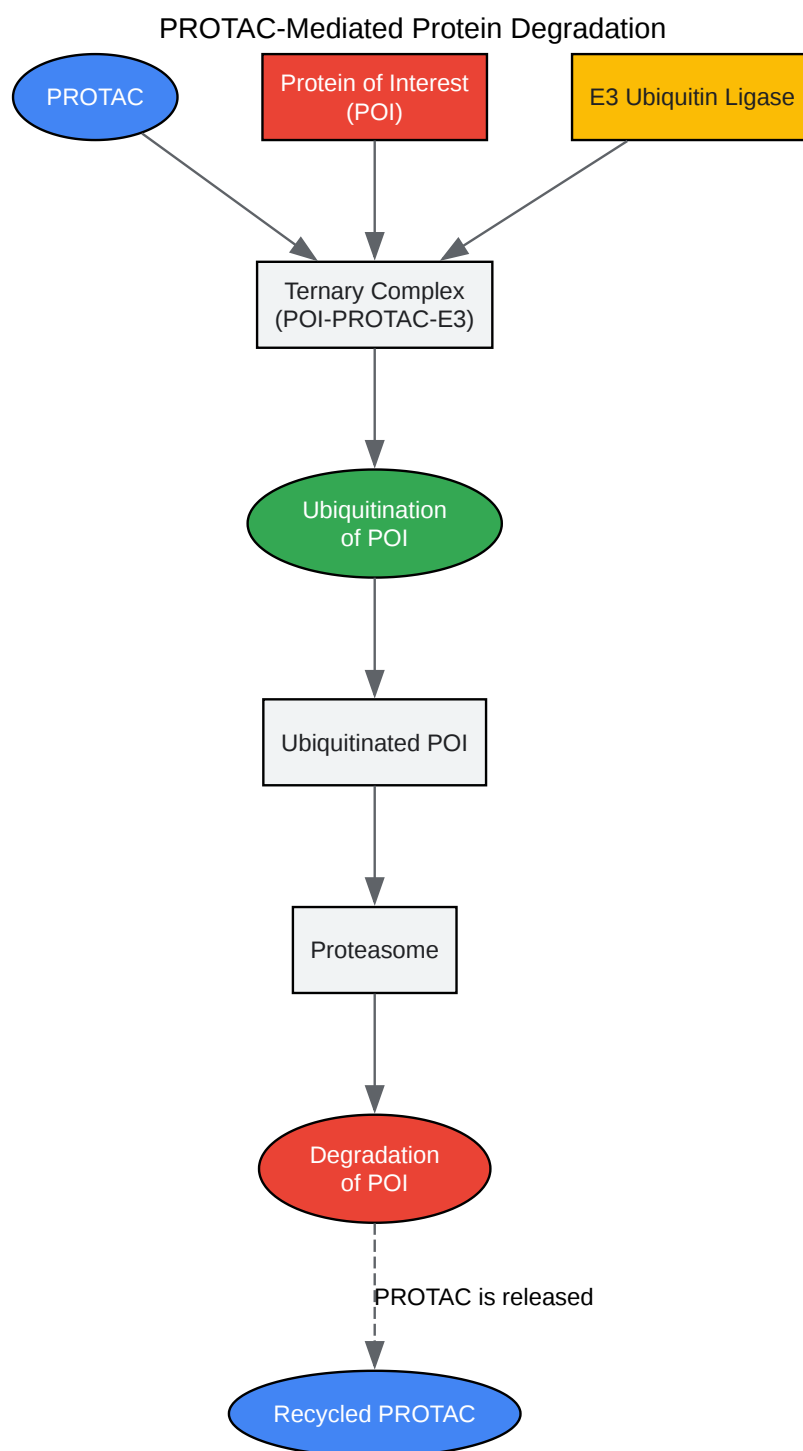 PROTAC-Mediated Protein Degradation
PROTAC
Protein of Interest
(POI)
E3 Ubiquitin Ligase
Ternary Complex
(POI-PROTAC-E3)
Ubiquitination
of POI
Ubiquitinated POI
Proteasome
Degradation
of POI
PROTAC is released
Recycled PROTAC